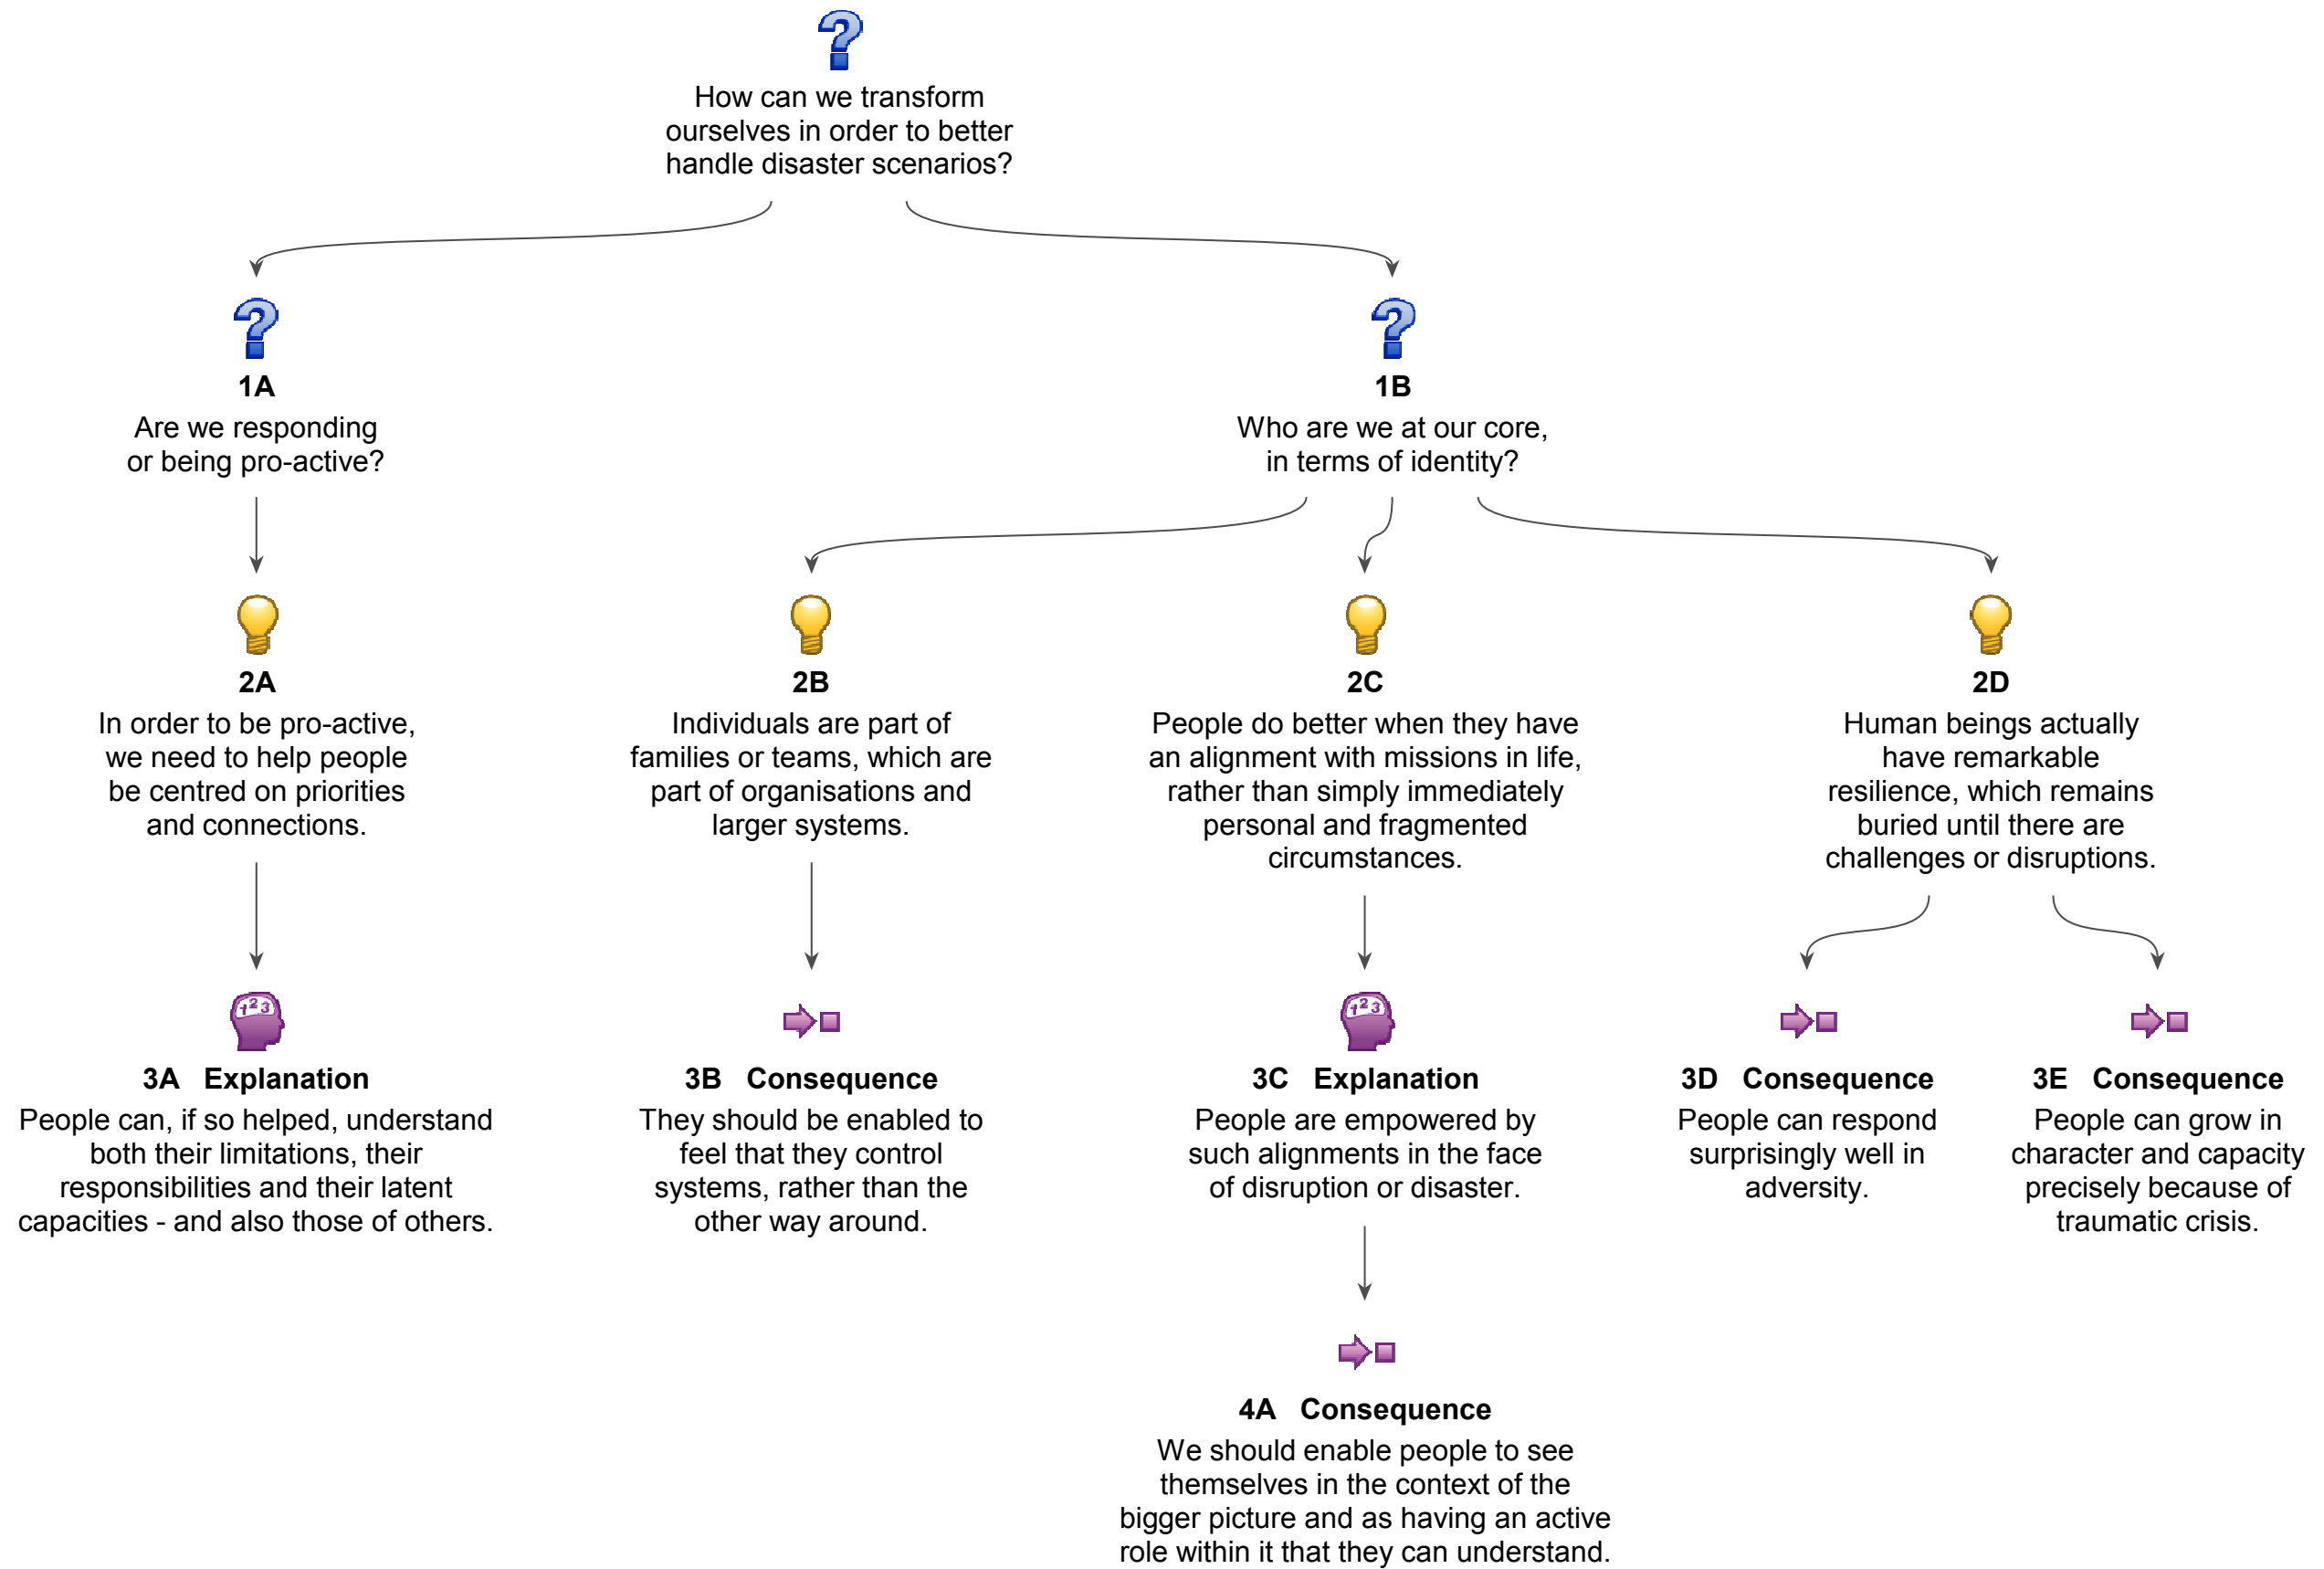 How can we transform
ourselves in order to better
handle disaster scenarios?
1A
Are we responding
or being pro-active?
1B
Who are we at our core,
in terms of identity?
2A
In order to be pro-active,
we need to help people
be centred on priorities
and connections.
2B
Individuals are part of
families or teams, which are
part of organisations and
larger systems.
2C
People do better when they have
an alignment with missions in life,
rather than simply immediately
personal and fragmented
circumstances.
2D
Human beings actually
have remarkable
resilience, which remains
buried until there are
challenges or disruptions.
1 2 3
3A Explanation
People can, if so helped, understand
both their limitations, their
responsibilities and their latent
capacities - and also those of others.
3B Consequence
They should be enabled to
feel that they control
systems, rather than the
other way around.
1 2 3
3C Explanation
People are empowered by
such alignments in the face
of disruption or disaster.
3D Consequence
People can respond
surprisingly well in
adversity.
3E Consequence
People can grow in
character and capacity
precisely because of
traumatic crisis.
4A Consequence
We should enable people to see
themselves in the context of the
bigger picture and as having an active
role within it that they can understand.